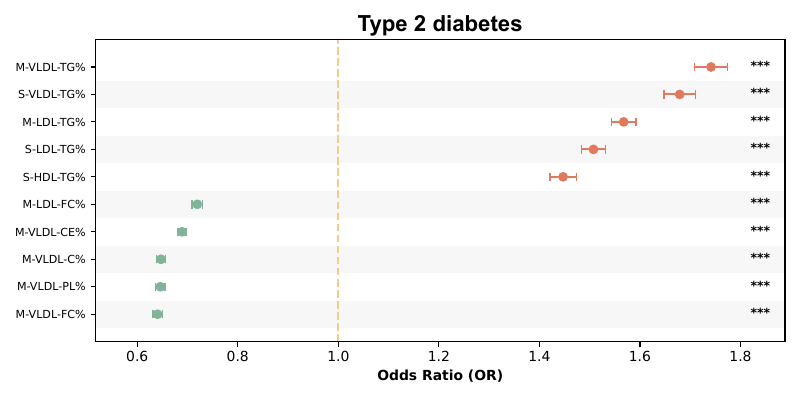 Type 2 diabetes
M-VLDL-TG% ***
S-VLDL-TG% ***
M-LDL-TG% ***
S-LDL-TG% ***
S-HDL-TG% ***
M-LDL-FC% ***
M-VLDL-CE% ***
M-VLDL-C% ***
M-VLDL-PL% ***
M-VLDL-FC% ***
0.6 0.8 1.0 1.2 1.4 1.6 1.8
Odds Ratio (OR)